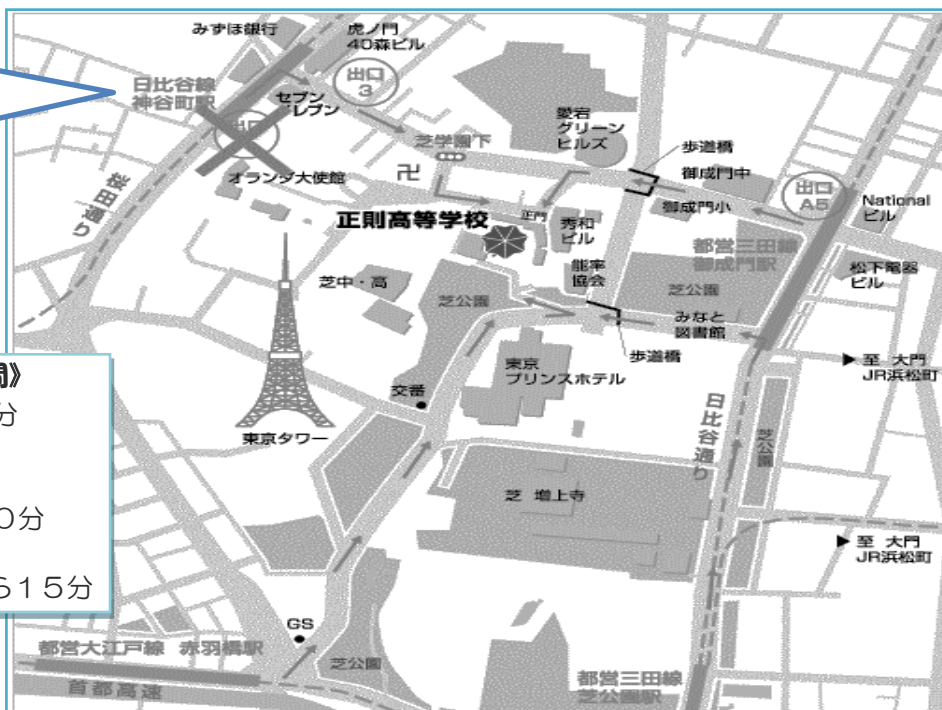 みずほ銀行
虎ノ門
40森ビル
出口
3
日比谷線
神谷町駅
セブン
イレブン
出口
愛宕
グリーン
ヒルズ
芝学園下
歩道橋
御成門中
出口
A5
National
ビル
オランダ大使館
卍
桜田通り
正則高等学校
正門
秀和
ビル
御成門小
都営三田線
御成門駅
松下電器
ビル
能率
協会
芝中・高
芝公園
芝公園
みなと
図書館
歩道橋
▶ 至 大門
JR浜松町
東京
プリンスホテル
交番
東京タワー
日比谷通り
芝公園
芝 増上寺
▶ 至 大門
JR浜松町
》
分
0分
ら15分
GS
都営大江戸線 赤羽橋駅
首都高速
芝公園
都営三田線
芝公園駅